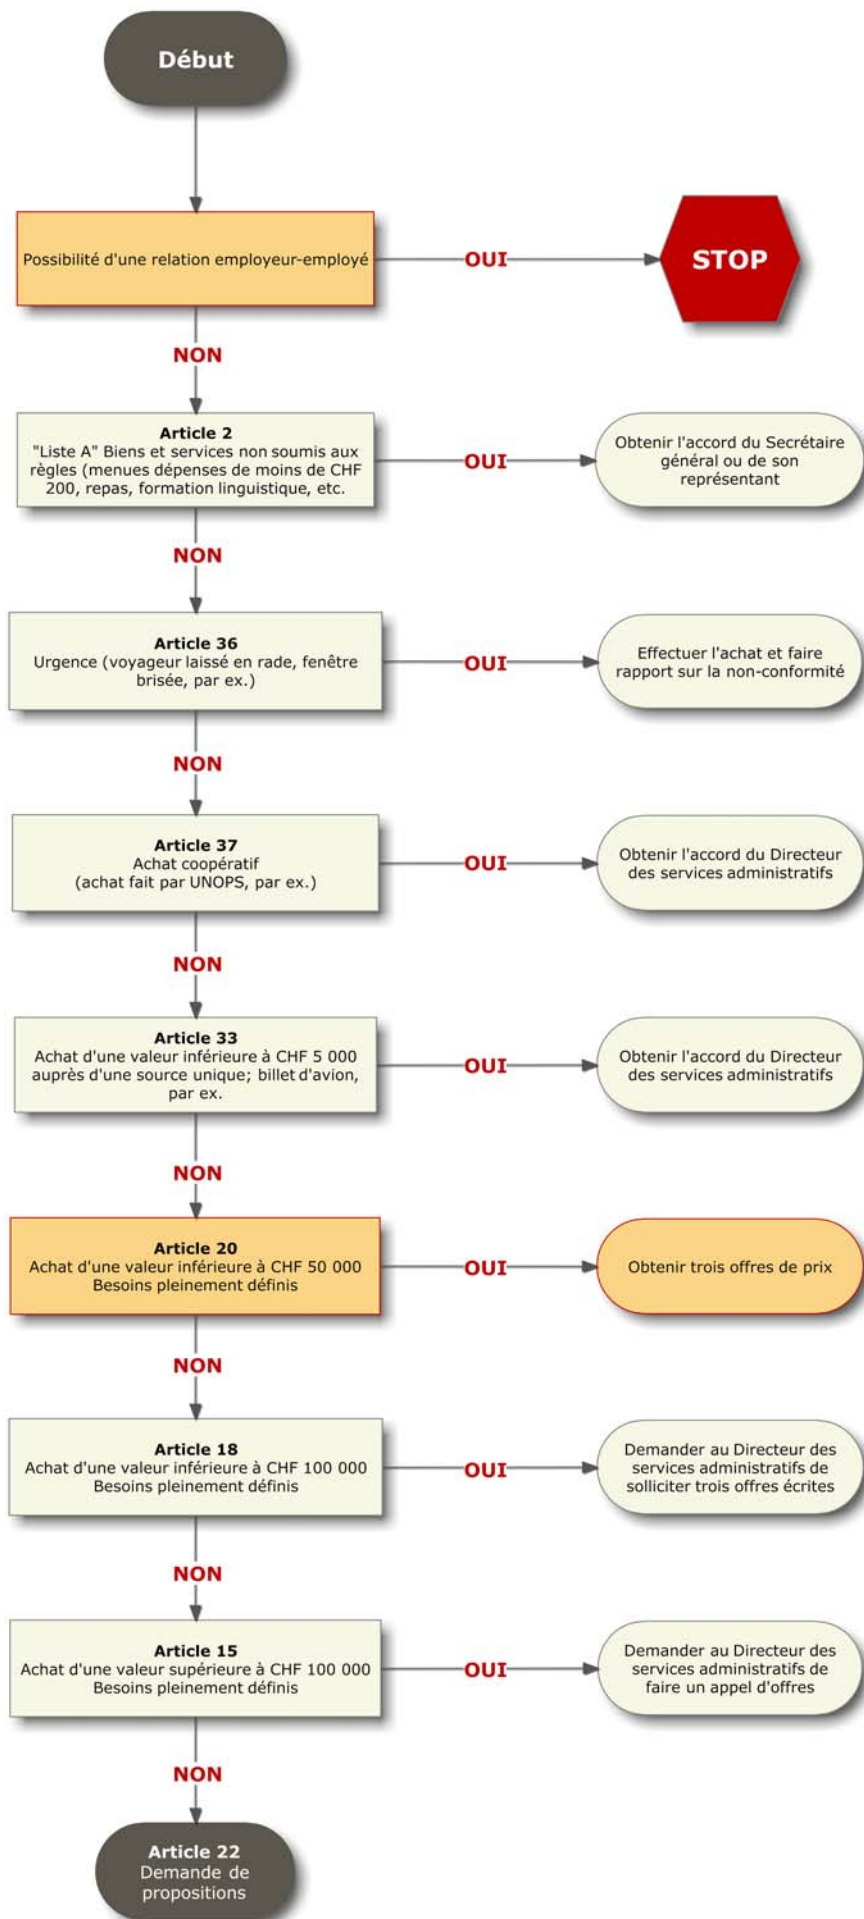 Début
Possibilité d'une relation employeur-employé
OUI
STOP
NON
Article 2
"Liste A" Biens et services non soumis aux
règles (menues dépenses de moins de CHF
200, repas, formation linguistique, etc.
OUI
Obtenir l'accord du Secrétaire
général ou de son
représentant
NON
Article 36
Urgence (voyageur laissé en rade, fenêtre
brisée, par ex.)
OUI
Effectuer l'achat et faire
rapport sur la non-conformité
NON
Article 37
Achat coopératif
(achat fait par UNOPS, par ex.)
OUI
Obtenir l'accord du Directeur
des services administratifs
NON
Article 33
Achat d'une valeur inférieure à CHF 5 000
auprès d'une source unique; billet d'avion,
par ex.
OUI
Obtenir l'accord du Directeur
des services administratifs
NON
Article 20
Achat d'une valeur inférieure à CHF 50 000
Besoins pleinement définis
OUI
Obtenir trois offres de prix
NON
Article 18
Achat d'une valeur inférieure à CHF 100 000
Besoins pleinement définis
OUI
Demander au Directeur des
services administratifs de
solliciter trois offres écrites
NON
Article 15
Achat d'une valeur supérieure à CHF 100 000
Besoins pleinement définis
OUI
Demander au Directeur des
services administratifs de
faire un appel d'offres
NON
Article 22
Demande de
propositions